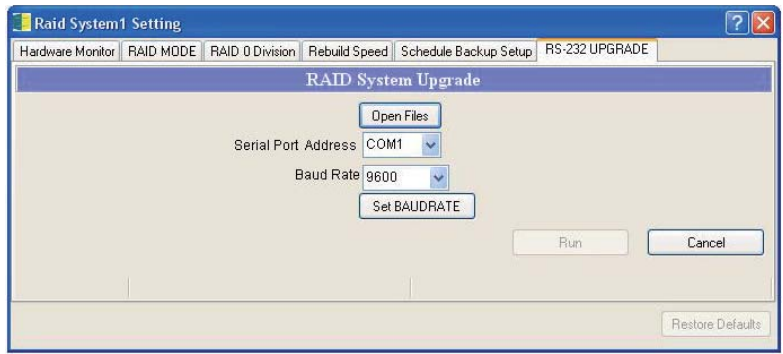 Raid System1 Setting
Hardware Monitor RAID MODE RAID 0 Division Rebuild Speed Schedule Backup Setup RS-232 UPGRADE
RAID System Upgrade
Open Files
Serial Port Address COM1
Baud Rate 9600
Set BAUDRATE
Run Cancel
Restore Defaults